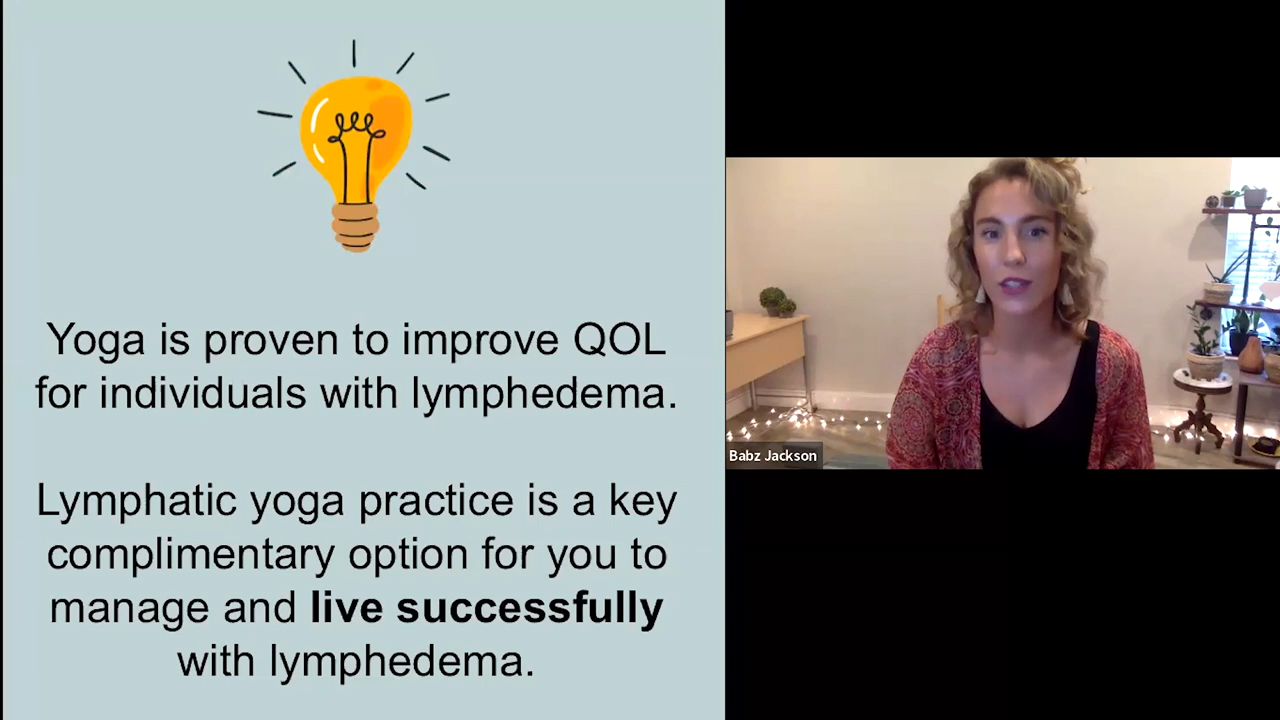 Yoga is proven to improve QOL
for individuals with lymphedema.
Lymphatic yoga practice is a key
complimentary option for you to
manage and live successfully
with lymphedema.
Babz Jackson